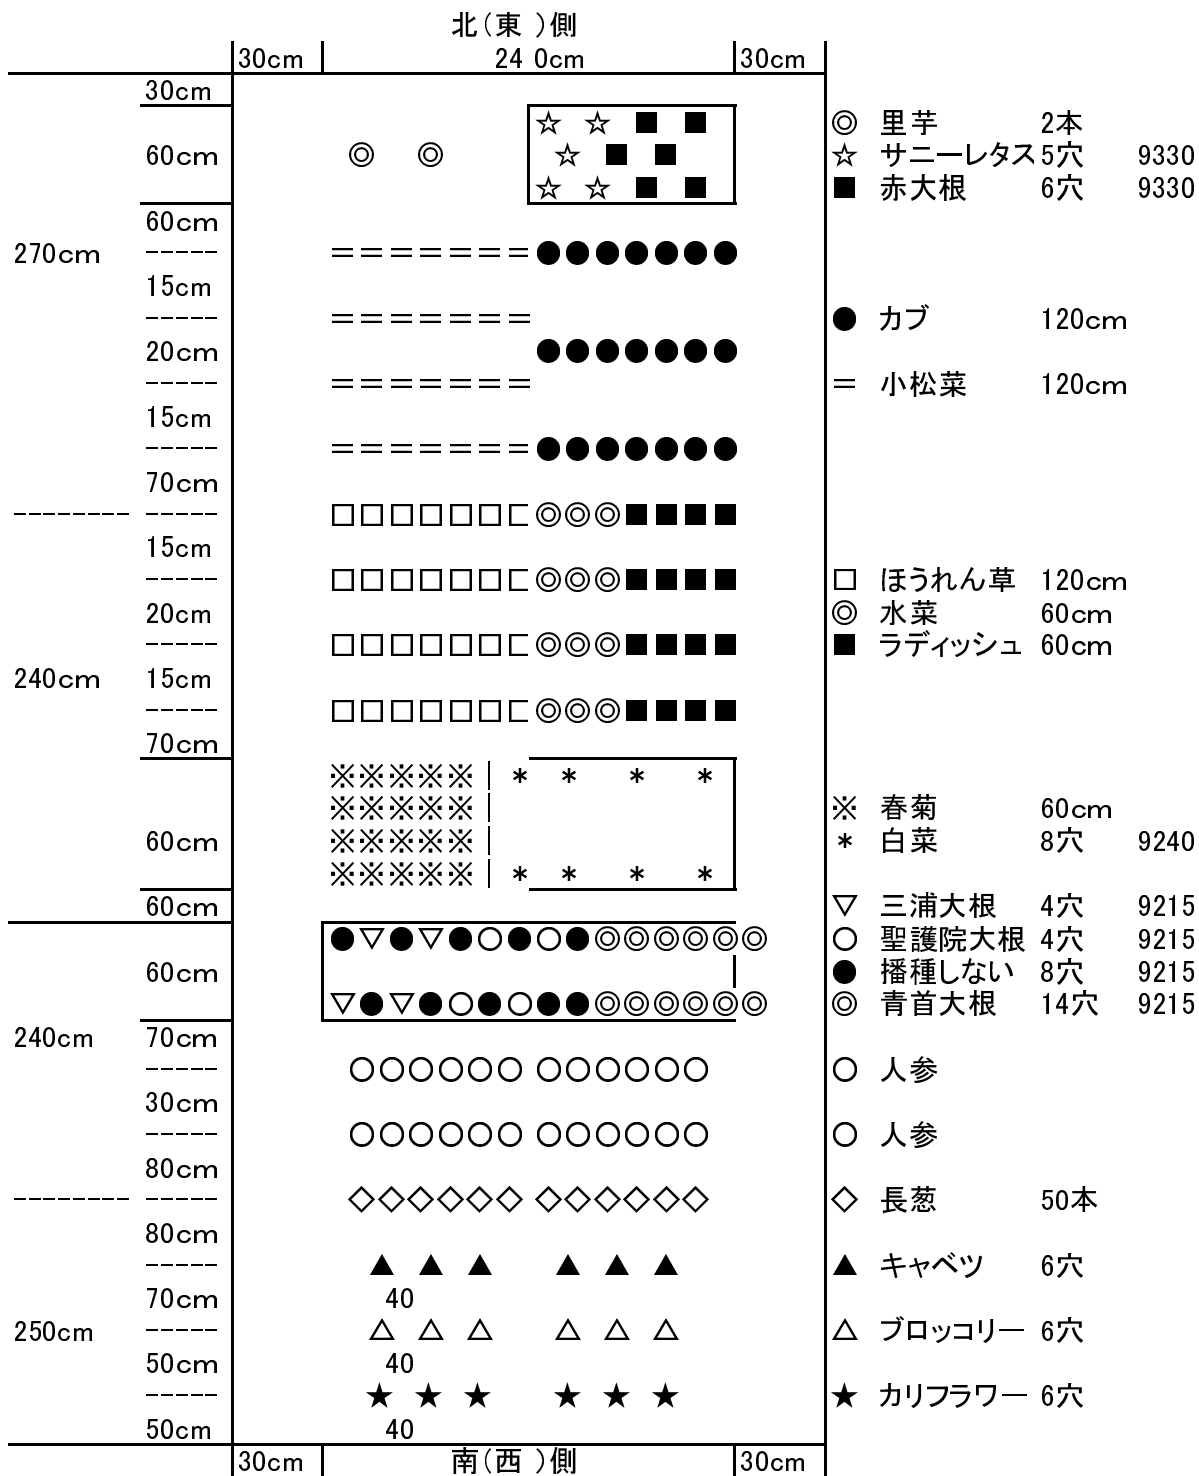 北(東 )側
30cm 24 0cm 30cm
30cm
◎ 里芋 2本
60cm ◎ ◎ ☆ サニーレタス 5穴 9330
■ 赤大根 6穴 9330
☆ ☆ ■ ■
☆ ■ ■
☆ ☆ ■ ■
60cm
270cm ----- ======= ●●●●●●●
15cm
----- ======= ● カブ 120cm
20cm ●●●●●●●
----- ======= = 小松菜 120cm
15cm
----- ======= ●●●●●●●
70cm
-------- ----- □□□□□□□◎◎◎■■■■
15cm
----- □□□□□□□◎◎◎■■■■ □ ほうれん草 120cm
20cm ◎ 水菜 60cm
----- □□□□□□□◎◎◎■■■■ ■ ラディッシュ 60cm
240cm 15cm
----- □□□□□□□◎◎◎■■■■
70cm
※※※※※| * * * *
※※※※※| ※ 春菊 60cm
60cm ※※※※※| * 白菜 8穴 9240
※※※※※| * * * *
60cm ▽ 三浦大根 4穴 9215
●▽●▽●○●○●◎◎◎◎◎◎ ○ 聖護院大根 4穴 9215
60cm ● 播種しない 8穴 9215
▽●▽●○●○●●◎◎◎◎◎◎ ◎ 青首大根 14穴 9215
240cm 70cm
----- ○○○○○○ ○○○○○○ ○ 人参
30cm
----- ○○○○○○ ○○○○○○ ○ 人参
80cm
-------- ----- ◇◇◇◇◇◇ ◇◇◇◇◇◇ ◇ 長葱 50本
80cm
----- ▲ ▲ ▲ ▲ ▲ ▲ ▲ キャベツ 6穴
70cm 40
250cm ----- △ △ △ △ △ △ △ ブロッコリー 6穴
50cm 40
----- ★ ★ ★ ★ ★ ★ ★ カリフラワー 6穴
50cm 40
30cm 南(西 )側 30cm